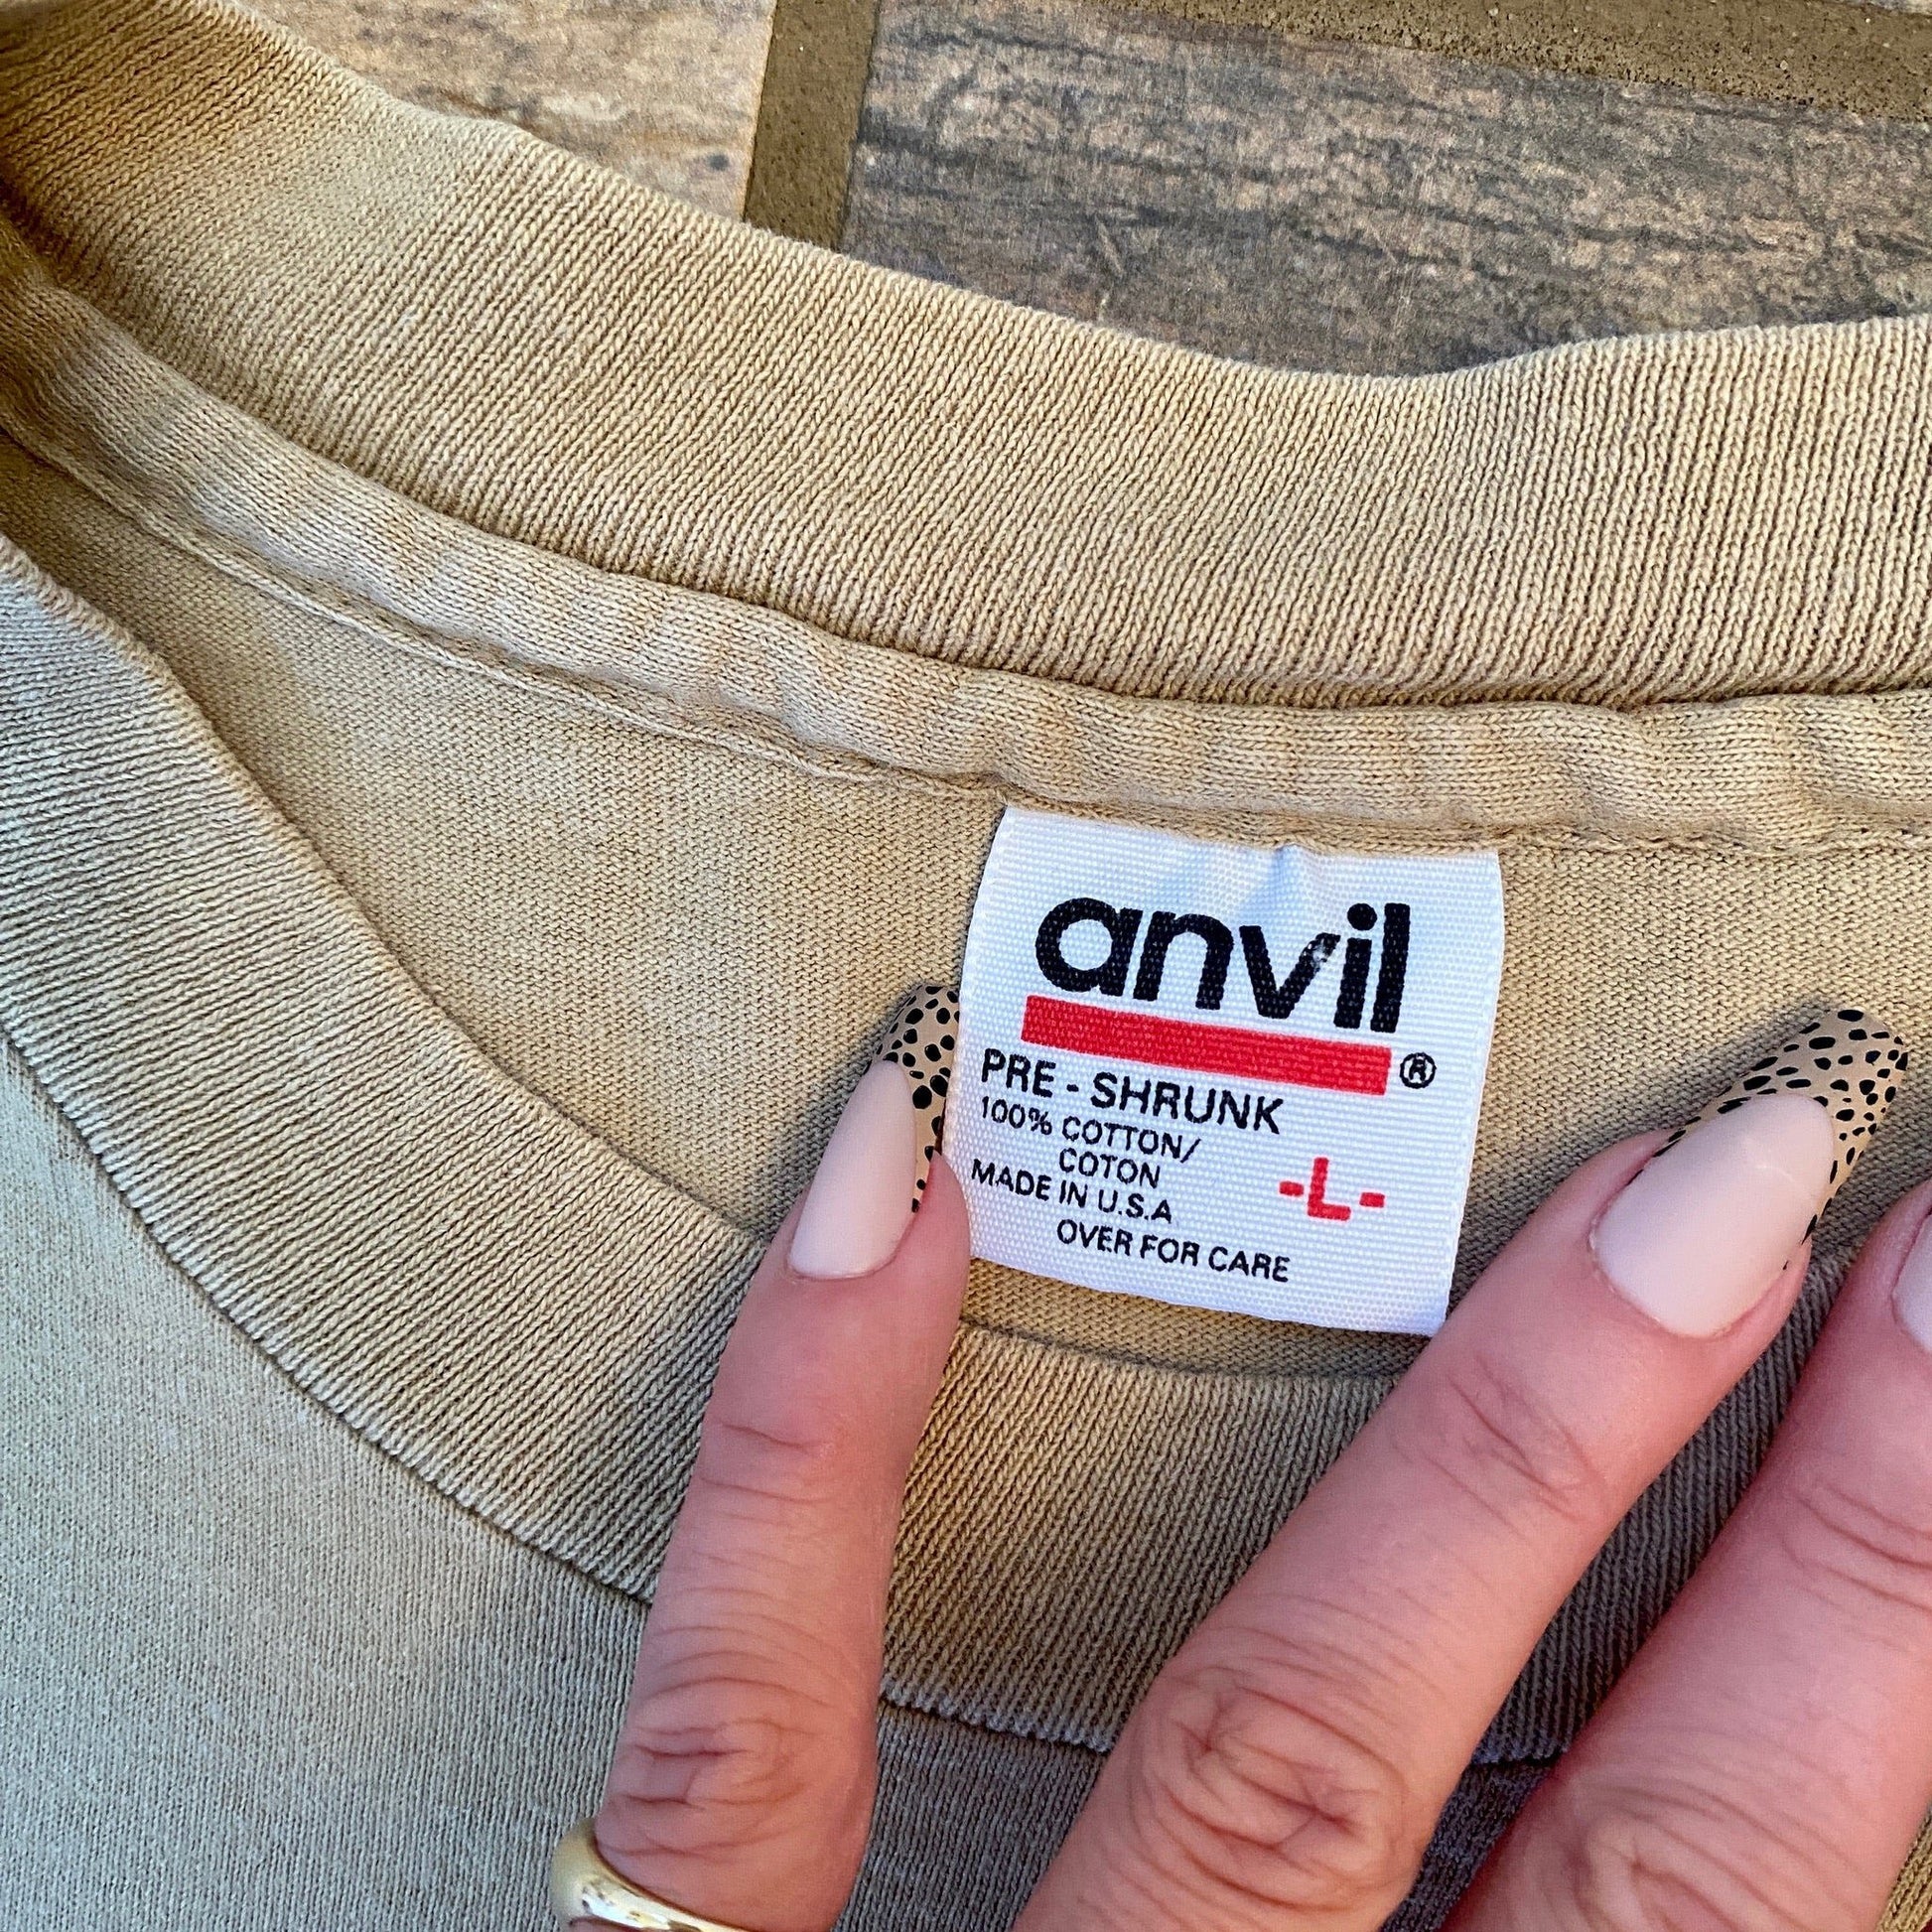 anvil®
PRE - SHRUNK
100% COTTON/
COTON
MADE IN U.S.A
-L-
OVER FOR CARE